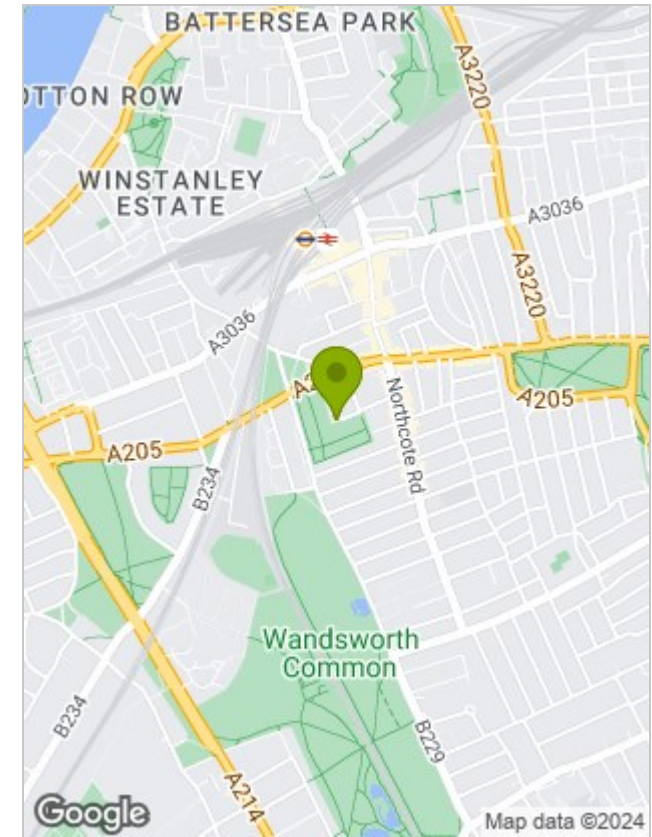 BATTERSEA PARK
A3220
OTTON ROW
WINSTANLEY
ESTATE
A3036
A3220
A3036
A205
Northcote Rd
A205
B234
Wandsworth
Common
B234
B229
A214
Google
Map data ©2024